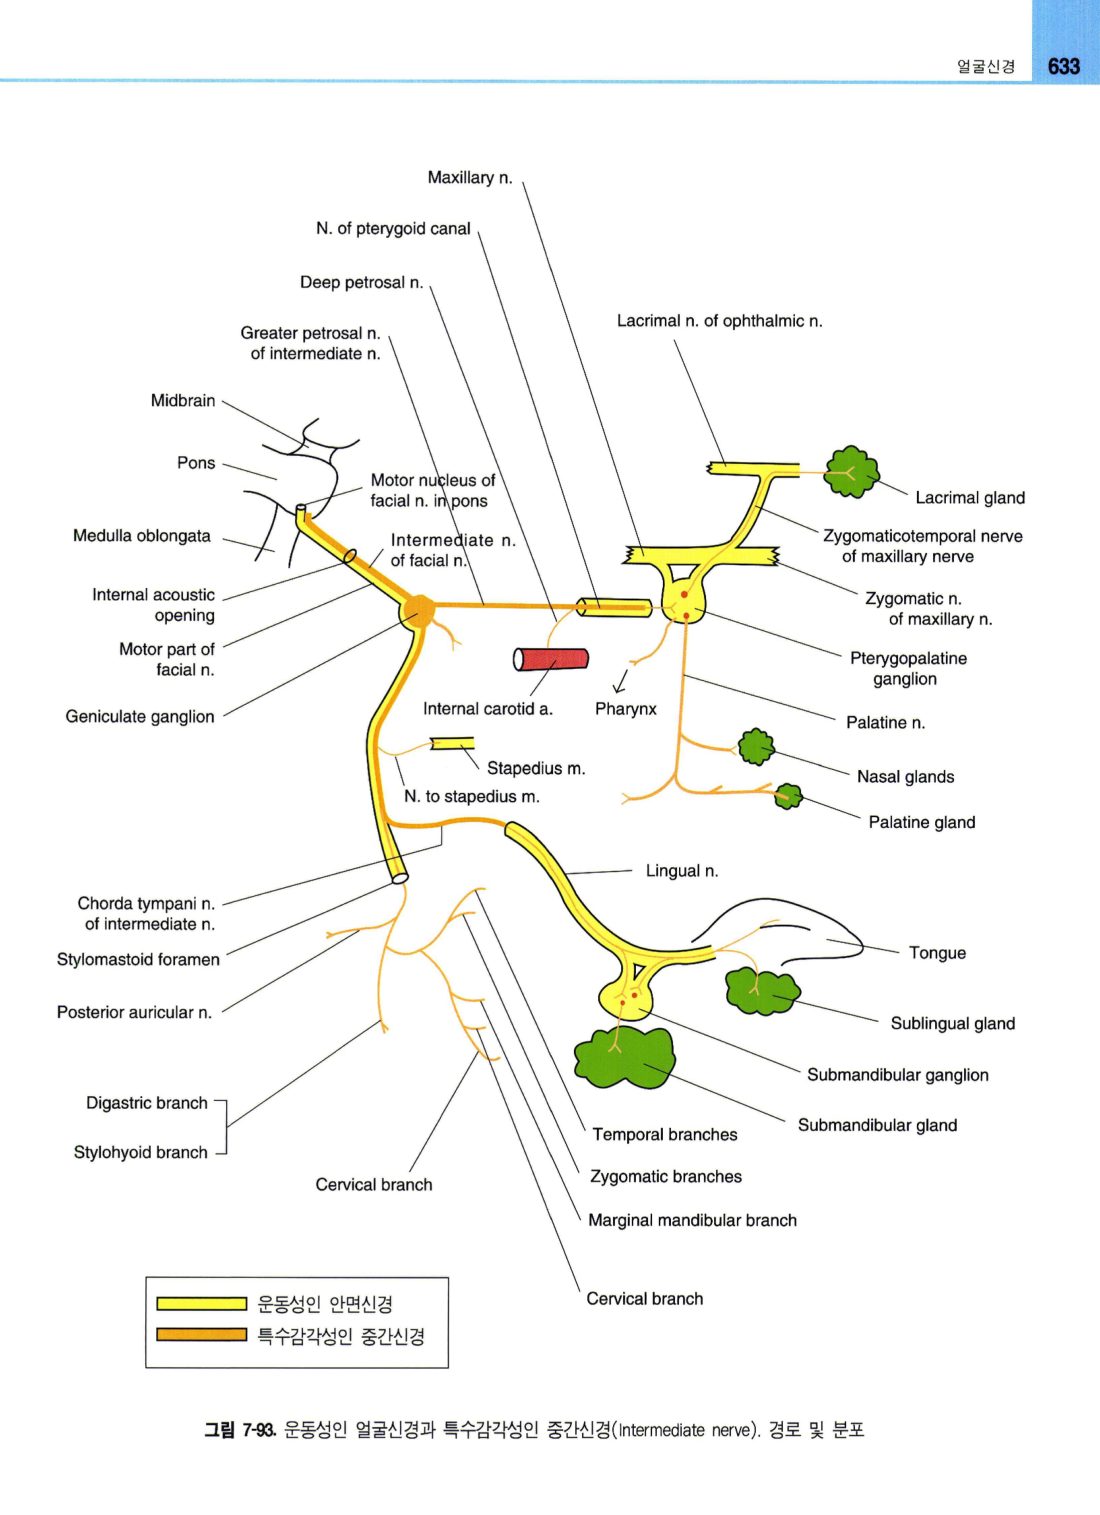 얼굴신경 633
Maxillary n.
N. of pterygoid canal
Deep petrosal n.
Lacrimal n. of ophthalmic n.
Greater petrosal n.
of intermediate n.
Midbrain
Pons
Motor nucleus of
facial n. in pons
Lacrimal gland
Medulla oblongata
Intermediate n.
of facial n.
Zygomaticotemporal nerve
of maxillary nerve
Internal acoustic
opening
Zygomatic n.
of maxillary n.
Motor part of
facial n.
Pterygopalatine
ganglion
Geniculate ganglion
Internal carotid a.
Pharynx
Palatine n.
Stapedius m.
Nasal glands
N. to stapedius m.
Palatine gland
Lingual n.
Chorda tympani n.
of intermediate n.
Stylomastoid foramen
Tongue
Posterior auricular n.
Sublingual gland
Submandibular ganglion
Digastric branch
Submandibular gland
Temporal branches
Stylohyoid branch
Zygomatic branches
Cervical branch
Marginal mandibular branch
Cervical branch
운동성인 안면신경
특수감각성인 중간신경
그림 7-93. 운동성인 얼굴신경과 특수감각성인 중간신경(Intermediate nerve). 경로 및 분포